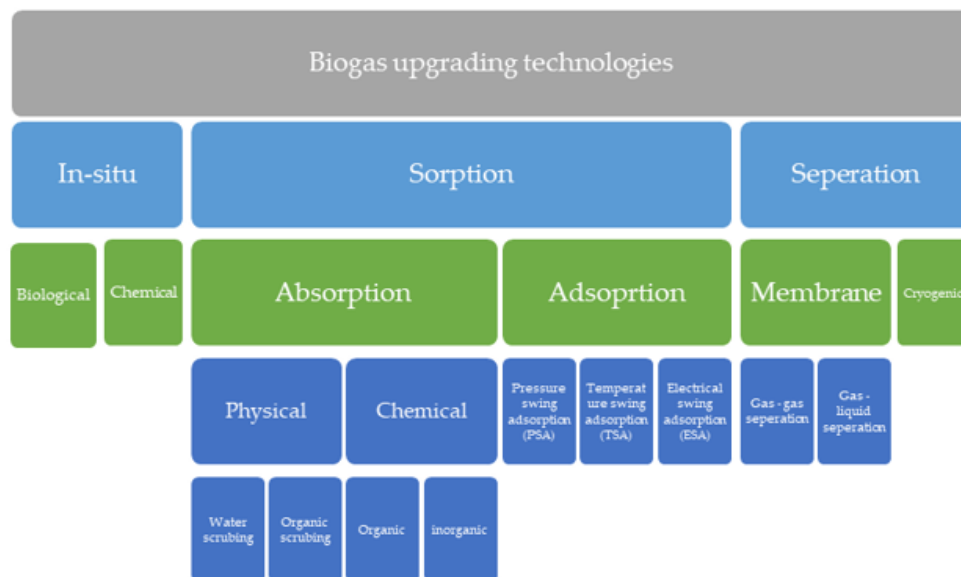 Biogas upgrading technologies
In-situ
Sorption
Seperation
Biological
Chemical
Absorption
Adsoprtion
Membrane
Cryogenic
Physical
Chemical
Pressure
swing
adsorption
(PSA)
Temperat
ure swing
adsorption
(TSA)
Electrical
swing
adsorption
(ESA)
Gas - gas
seperation
Gas -
liquid
seperation
Water
scrubing
Organic
scrubing
Organic
inorganic